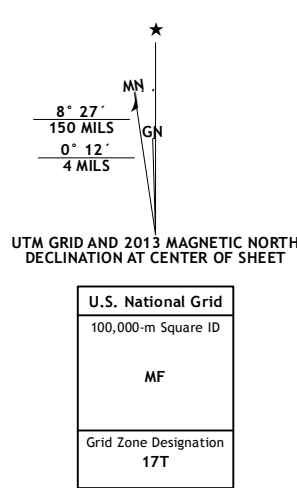 MN
8° 27´
150 MILS
GN
0° 12´
4 MILS
UTM GRID AND 2013 MAGNETIC NORTH
DECLINATION AT CENTER OF SHEET
U.S. National Grid
100,000-m Square ID
MF
Grid Zone Designation
17T